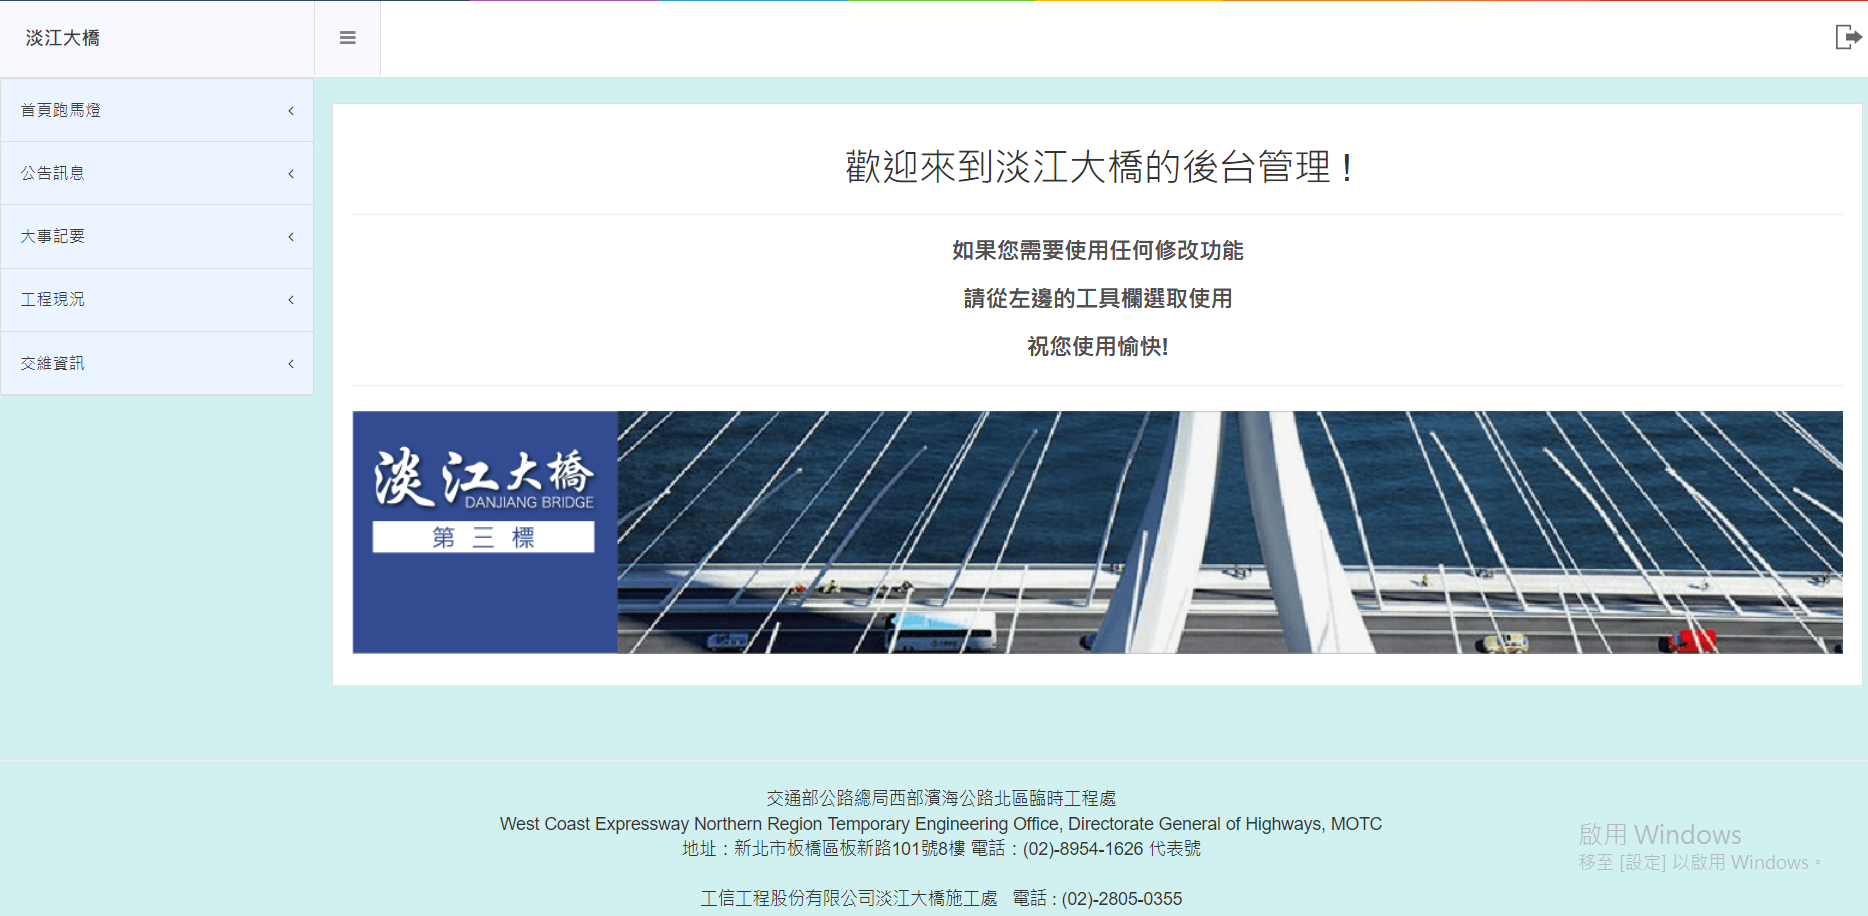 淡江大橋
首頁跑馬燈
公告訊息
大事記要
工程現況
交維資訊
歡迎來到淡江大橋的後台管理！
如果您需要使用任何修改功能
請從左邊的工具欄選取使用
祝您使用愉快!
淡江大橋
DANJIANG BRIDGE
第三標
交通部公路總局西部濱海公路北區臨時工程處
West Coast Expressway Northern Region Temporary Engineering Office, Directorate General of Highways, MOTC
地址：新北市板橋區板新路101號8樓 電話：(02)-8954-1626 代表號
工信工程股份有限公司淡江大橋施工處 電話 : (02)-2805-0355
啟用 Windows
移至 [設定] 以啟用 Windows。